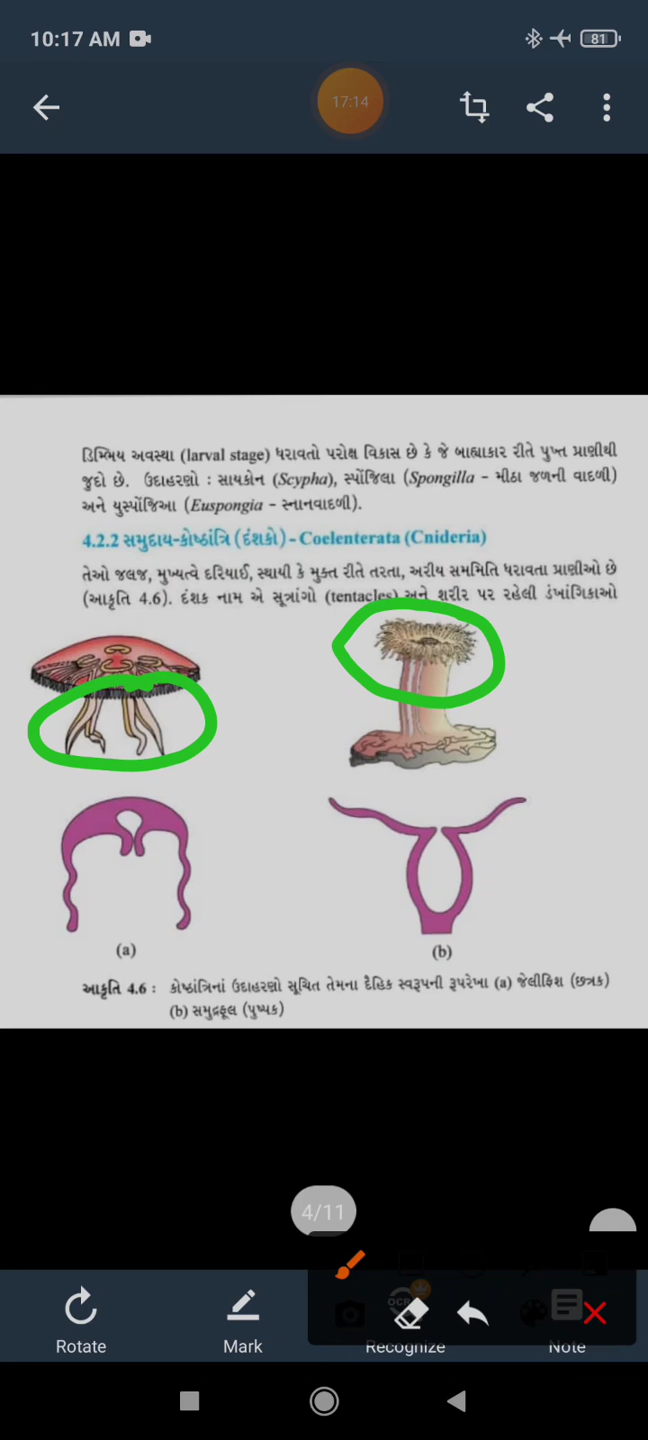 10:17 AM
81
17:14
ડિમ્ભિય અવસ્થા (larval stage) ધરાવતો પરોક્ષ વિકાસ છે કે જે બાહ્યાકાર રીતે પુખ્ત પ્રાણીથી
જુદો છે. ઉદાહરણો : સાયકોન (Scypha), સ્પોંજિલા (Spongilla - મીઠા જળની વાદળી)
અને યુસ્પોંજિઆ (Euspongia - સ્નાનવાદળી).
4.2.2 સમુદાય-કોષ્ઠાંત્રિ (દંશકો) - Coelenterata (Cnideria)
તેઓ જલજ, મુખ્યત્વે દરિયાઈ, સ્થાયી કે મુક્ત રીતે તરતા, અરીય સમમિતિ ધરાવતા પ્રાણીઓ છે
(આકૃતિ 4.6). દંશક નામ એ સૂત્રાંગો (tentacles) અને શરીર પર રહેલી ડંખાંગિકાઓ
(a)
(b)
આકૃતિ 4.6 : કોષ્ઠાંત્રિનાં ઉદાહરણો સૂચિત તેમના દૈહિક સ્વરૂપની રૂપરેખા (a) જેલીફિશ (છત્રક)
(b) સમુદ્રફૂલ (પુષ્પક)
4/11
Rotate
Mark
Recognize
Note